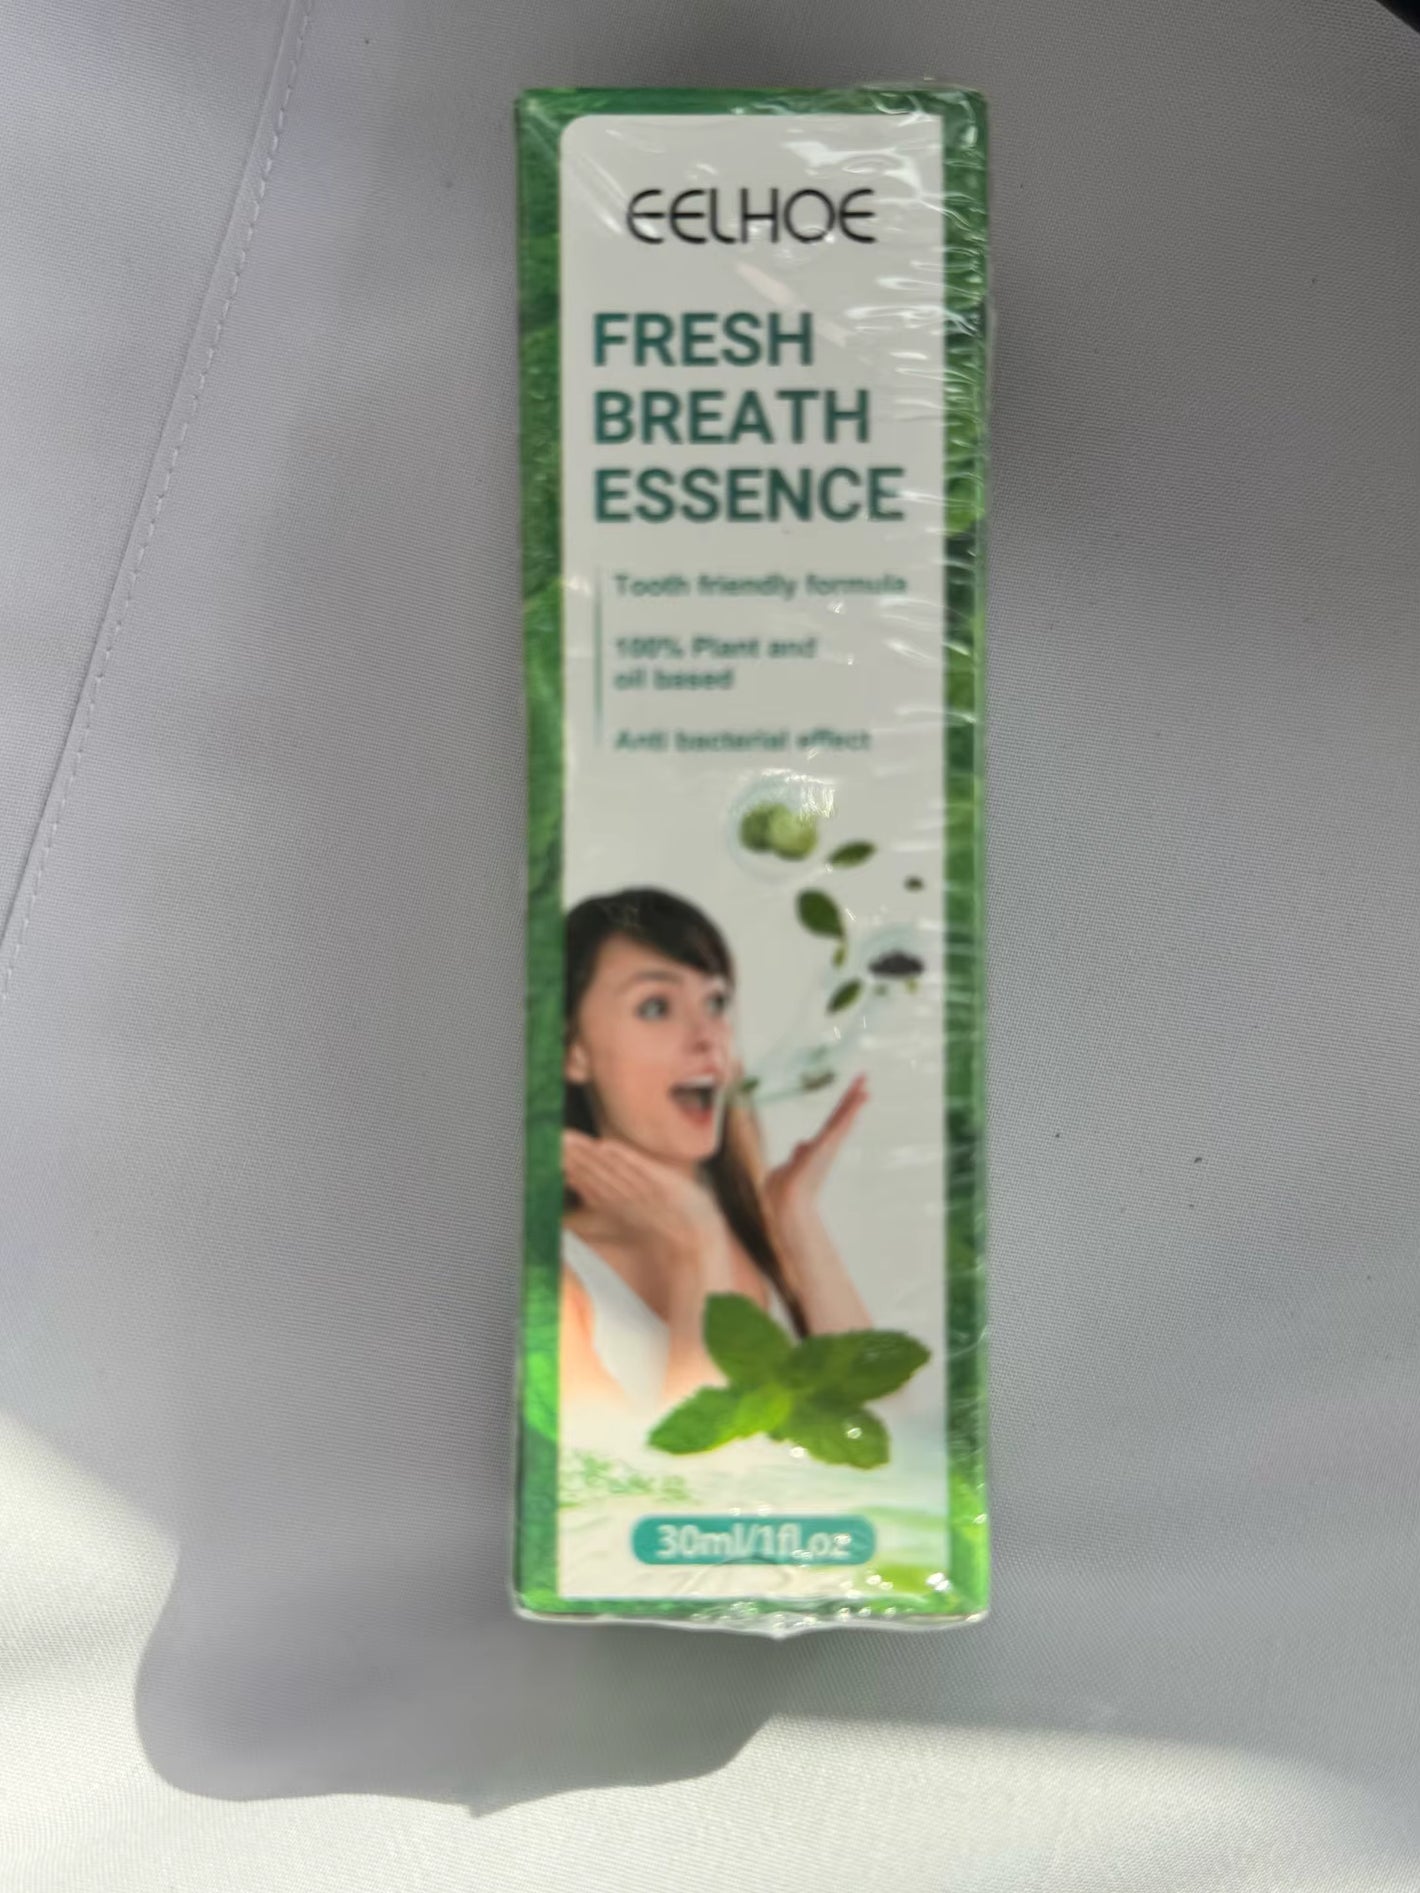 EELHOE
FRESH
BREATH
ESSENCE
Tooth friendly formula
100% Plant and
oil based
Anti bacterial effect
30ml/1fl.oz